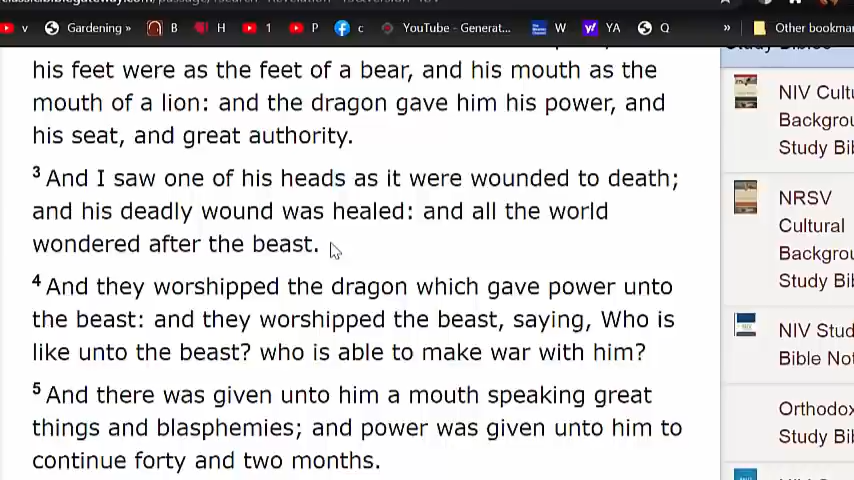 v Gardening B H 1 P c YouTube - Generat... W YA Q » Other bookmar
his feet were as the feet of a bear, and his mouth as the
mouth of a lion: and the dragon gave him his power, and
his seat, and great authority.
3 And I saw one of his heads as it were wounded to death;
and his deadly wound was healed: and all the world
wondered after the beast.
4 And they worshipped the dragon which gave power unto
the beast: and they worshipped the beast, saying, Who is
like unto the beast? who is able to make war with him?
5 And there was given unto him a mouth speaking great
things and blasphemies; and power was given unto him to
continue forty and two months.
NIV Cultu
Backgrou
Study Bib
NRSV
Cultural
Backgrou
Study Bib
NIV Stud
Bible Not
Orthodox
Study Bib